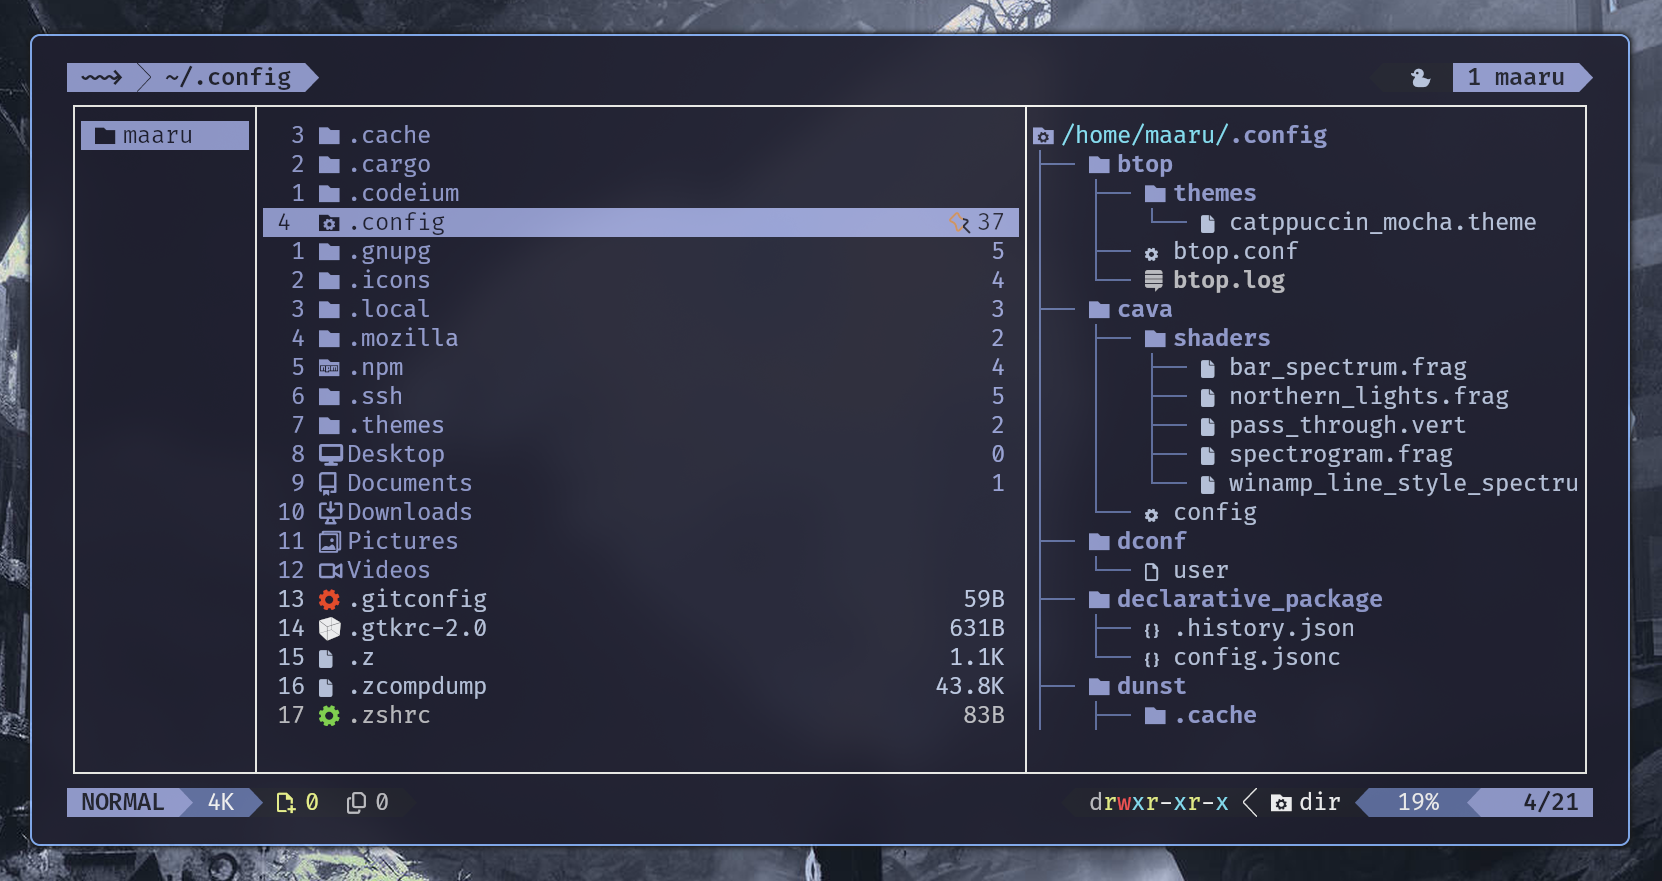 ~/.config
1 maaru
maaru
3 .cache
2 .cargo
1 .codeium
4 .config 37
1 .gnupg 5
2 .icons 4
3 .local 3
4 .mozilla 2
5 .npm 4
6 .ssh 5
7 .themes 2
8 Desktop 0
9 Documents 1
10 Downloads
11 Pictures
12 Videos
13 .gitconfig 59B
14 .gtkrc-2.0 631B
15 .z 1.1K
16 .zcompdump 43.8K
17 .zshrc 83B
/home/maaru/.config
btop
themes
catppuccin_mocha.theme
btop.conf
btop.log
cava
shaders
bar_spectrum.frag
northern_lights.frag
pass_through.vert
spectrogram.frag
winamp_line_style_spectru
config
dconf
user
declarative_package
{} .history.json
{} config.jsonc
dunst
.cache
NORMAL 4K 0 0
drwxr-xr-x dir 19% 4/21